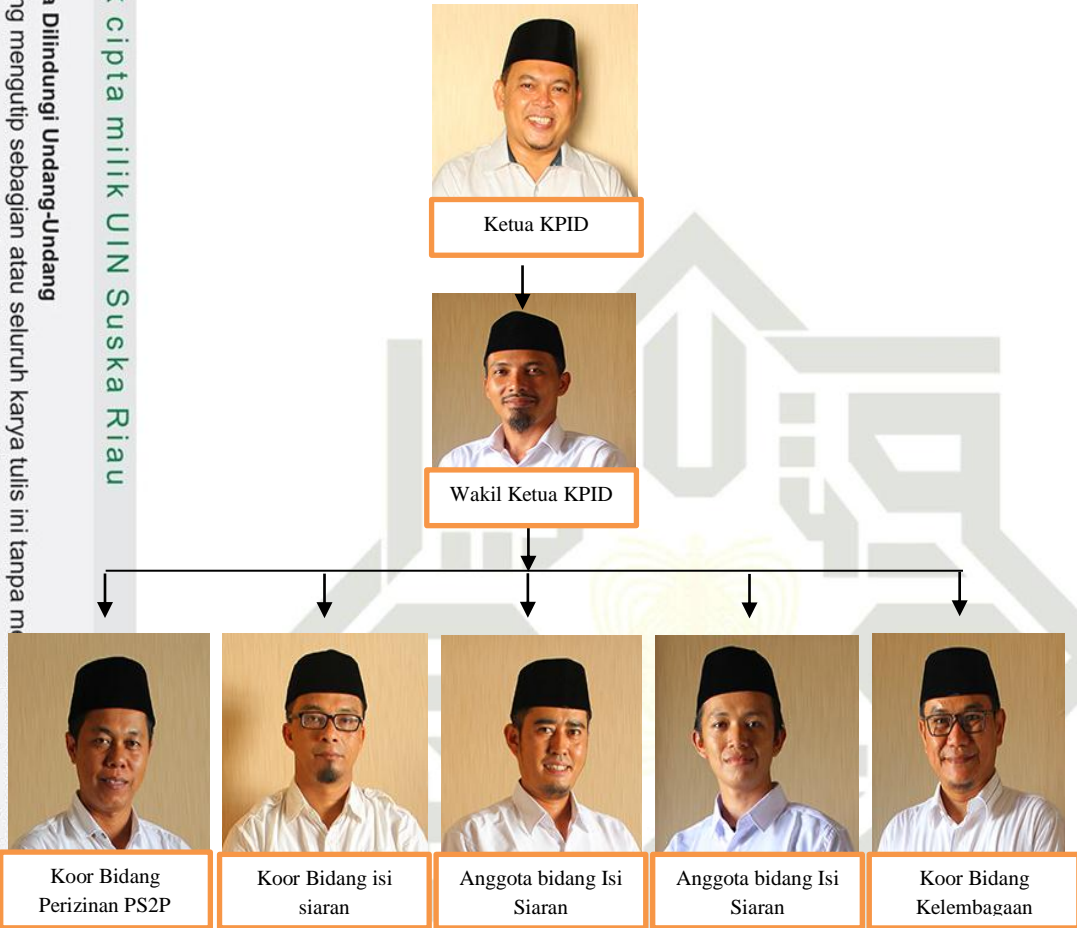 k cipta milik UIN Suska Riau
a Dilindungi Undang-Undang
ng mengutip sebagian atau seluruh karya tulis ini tanpa
Ketua KPID
Wakil Ketua KPID
Koor Bidang
Perizinan PS2P
Koor Bidang isi
siaran
Anggota bidang Isi
Siaran
Anggota bidang Isi
Siaran
Koor Bidang
Kelembagaan